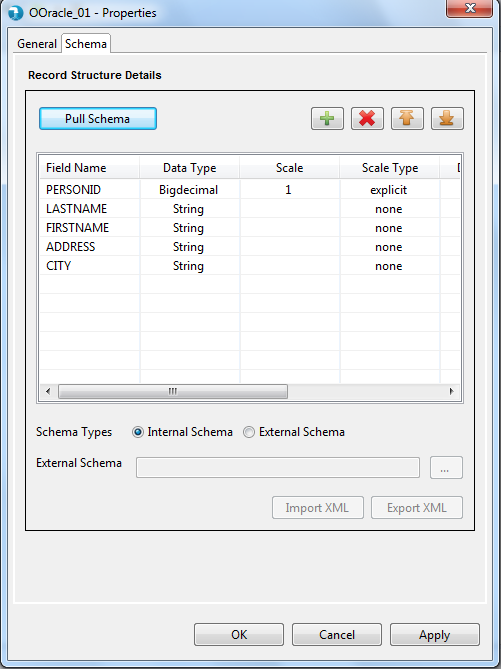 OOracle_01 - Properties
General Schema
Record Structure Details
Pull Schema
Field Name Data Type Scale Scale Type
PERSONID Bigdecimal 1 explicit
LASTNAME String none
FIRSTNAME String none
ADDRESS String none
CITY String none
Schema Types Internal Schema External Schema
External Schema ...
Import XML Export XML
OK Cancel Apply